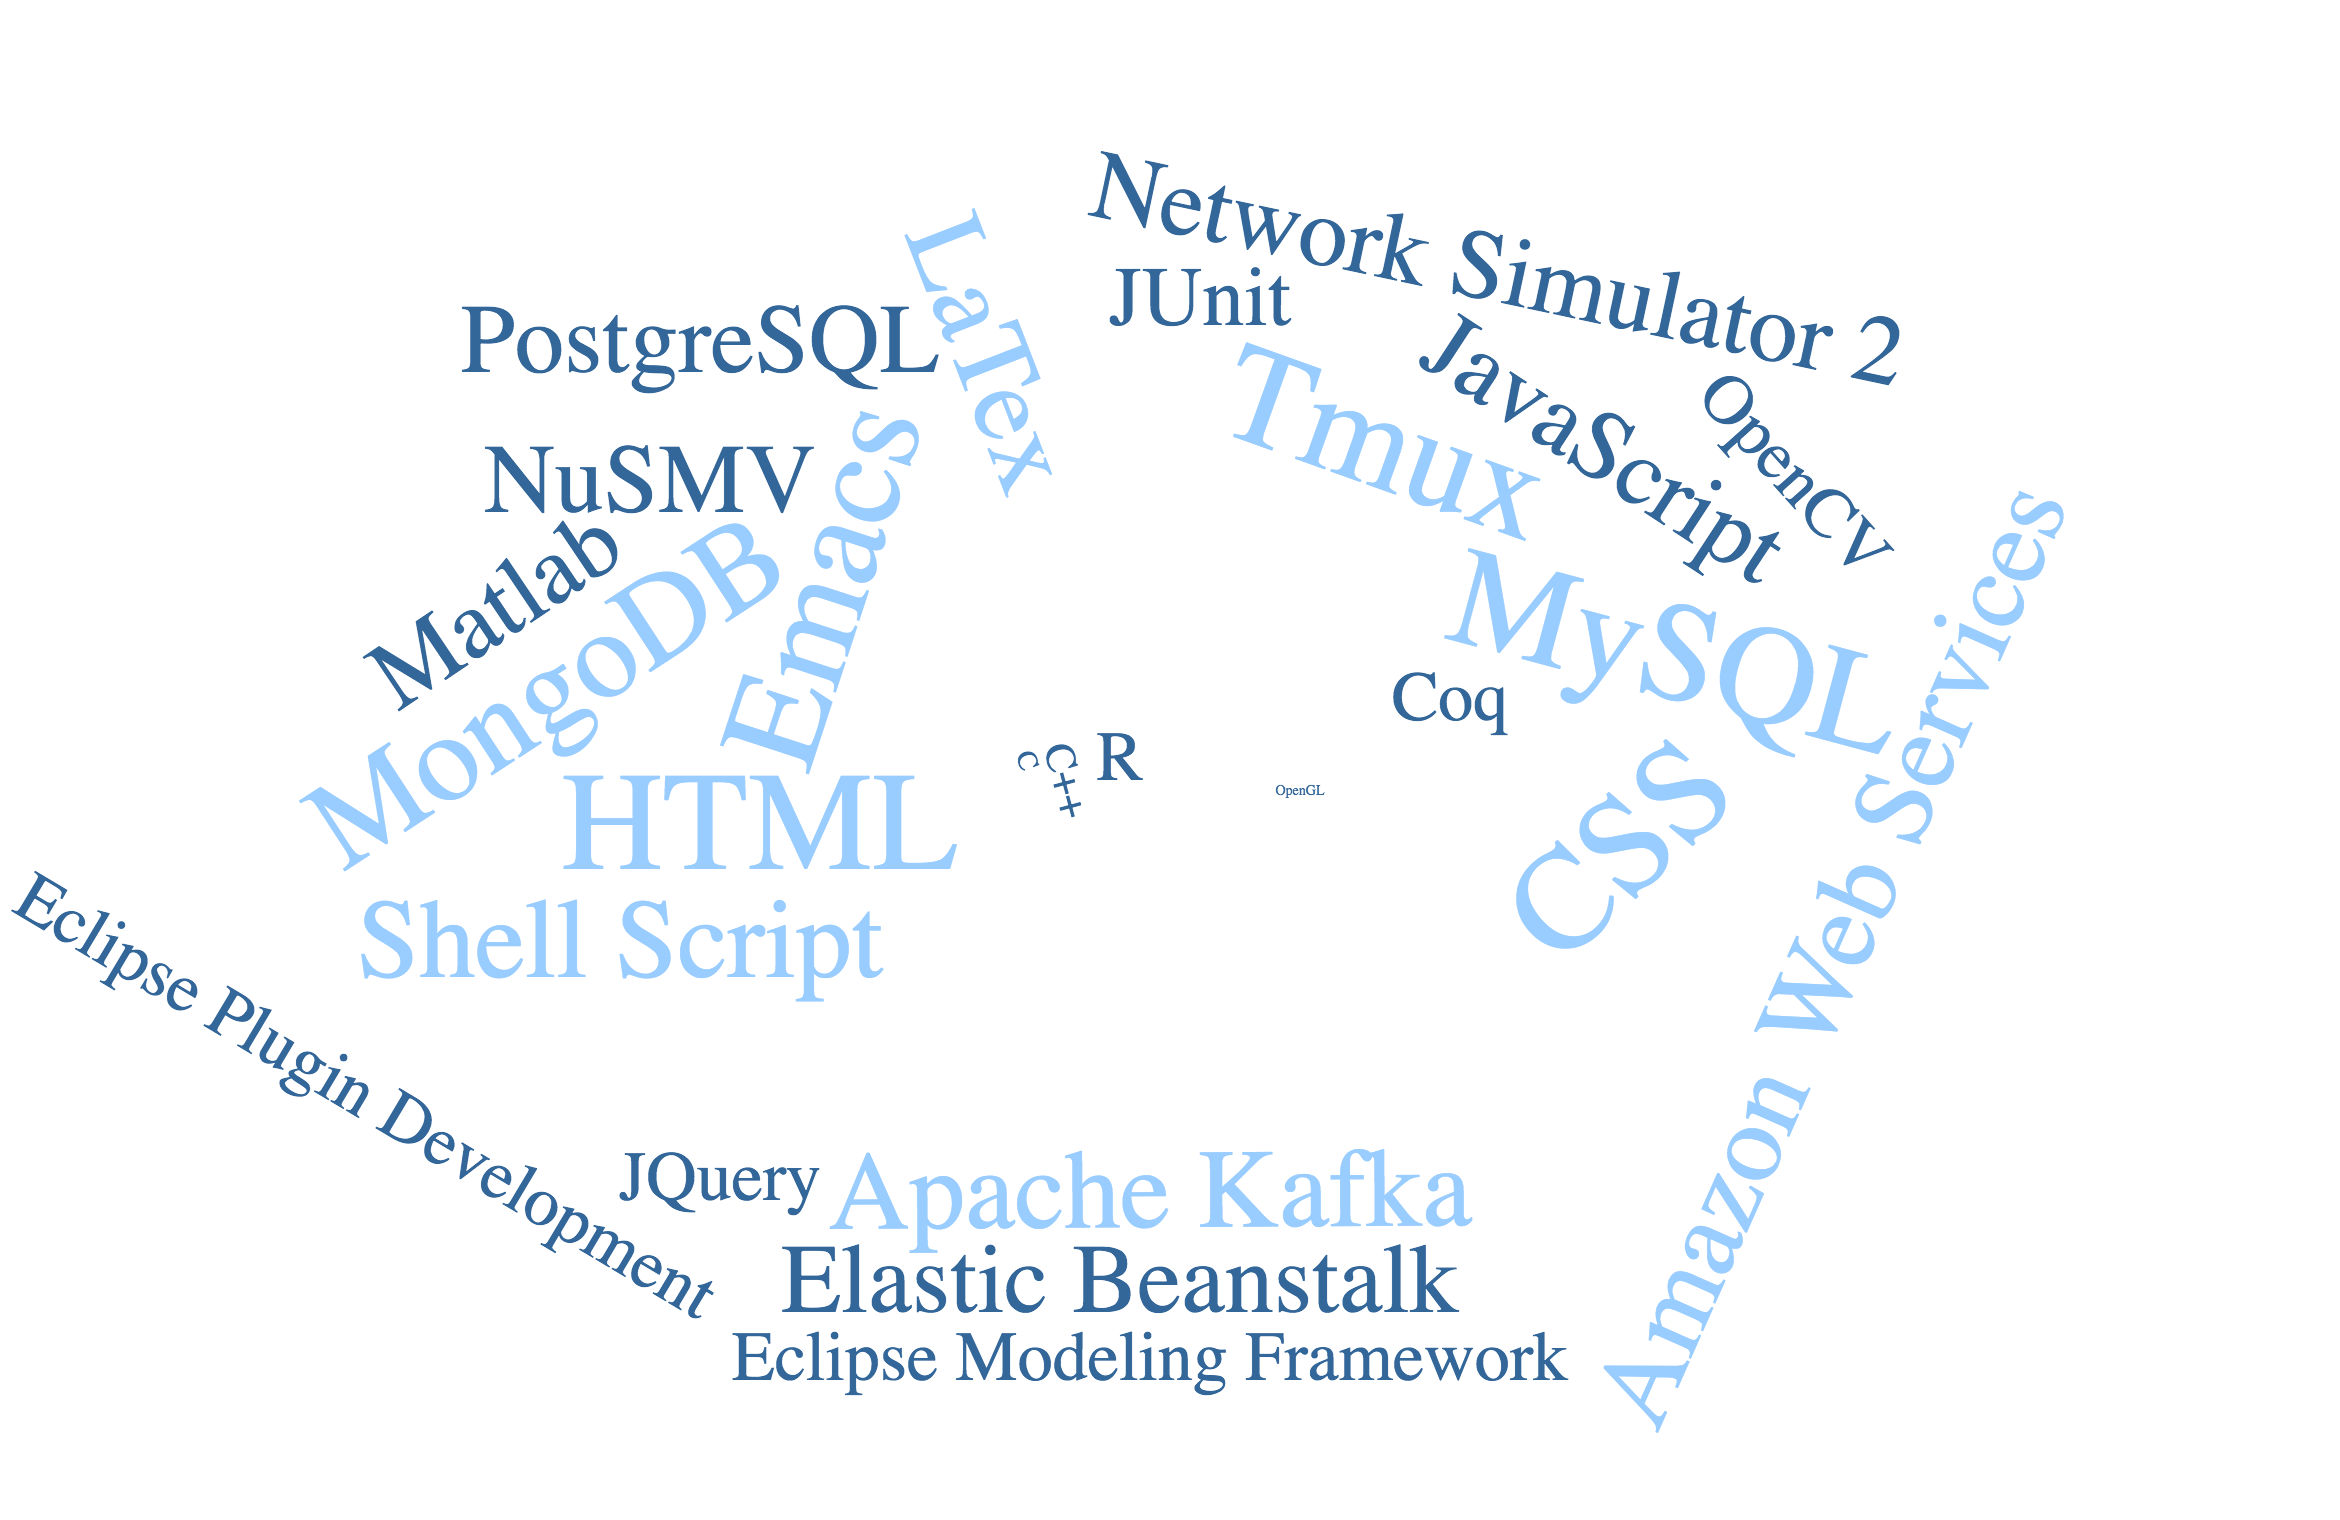 Network Simulator 2
LaTex
JUnit
PostgreSQL
JavaScript
Tmux
OpenCV
Emacs
NuSMV
Matlab
MongoDB
MySQL
Amazon Web Services
Coq
R
C++
C
OpenGL
HTML
CSS
Shell Script
Eclipse Plugin Development
JQuery
Apache Kafka
Elastic Beanstalk
Eclipse Modeling Framework